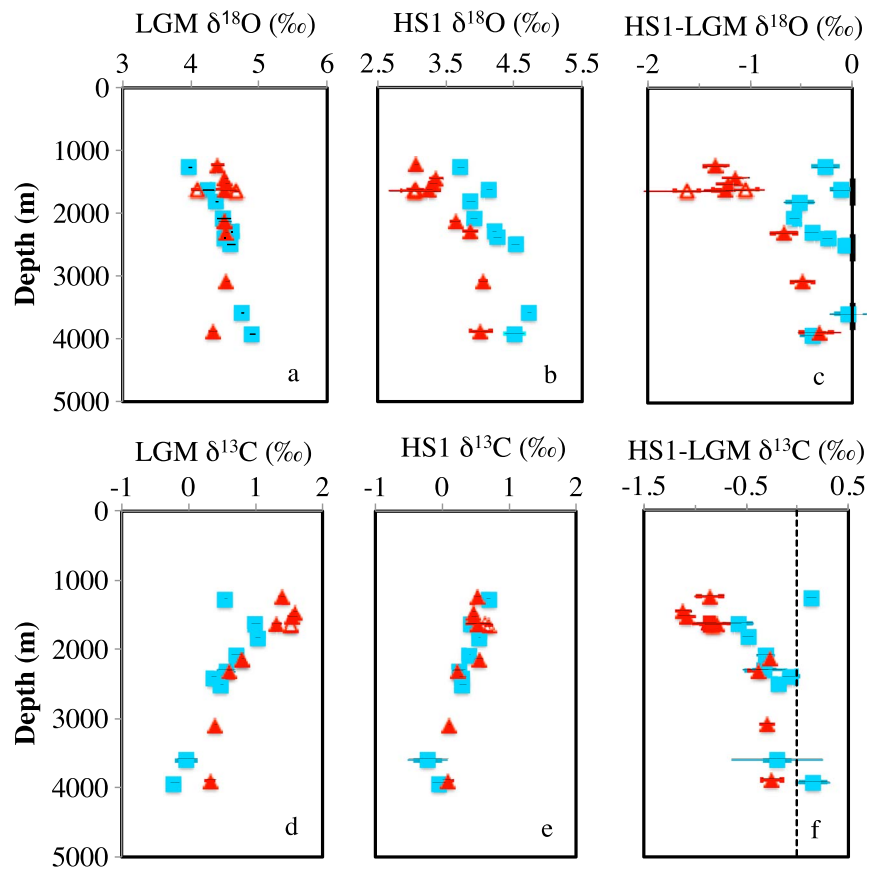 LGM δ¹⁸O (‰) HS1 δ¹⁸O (‰) HS1-LGM δ¹⁸O (‰)
3 4 5 6 2.5 3.5 4.5 5.5 -2 -1 0
0
1000
2000
3000
4000
5000
Depth (m)
a b c
LGM δ¹³C (‰) HS1 δ¹³C (‰) HS1-LGM δ¹³C (‰)
-1 0 1 2 -1 0 1 2 -1.5 -0.5 0.5
0
1000
2000
3000
4000
5000
Depth (m)
d e f